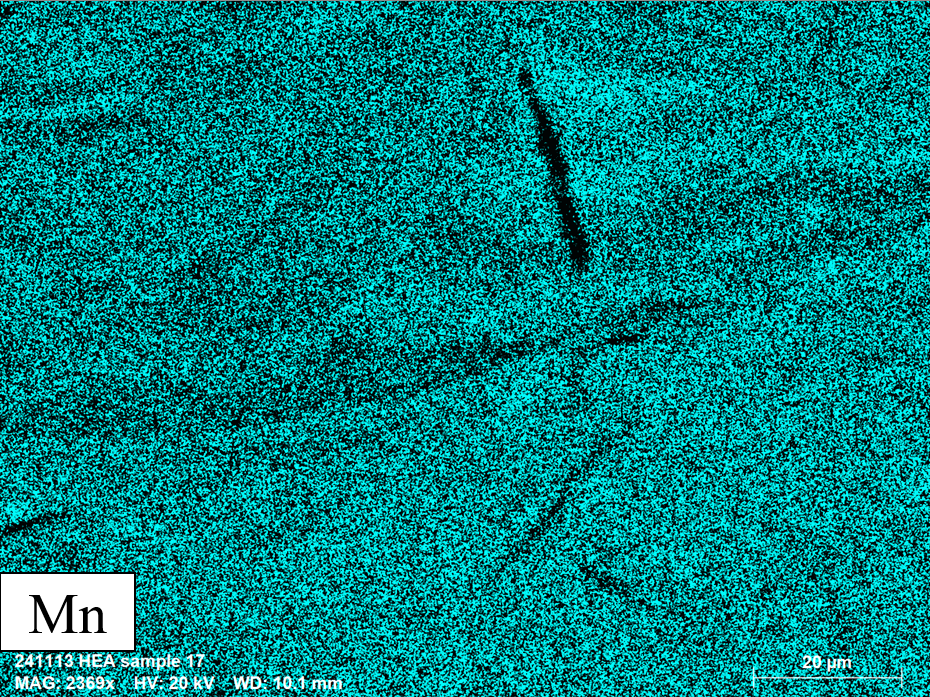 Mn
241113 HEA sample 17
MAG: 2369x HV: 20 kV WD: 10.1 mm
20 µm